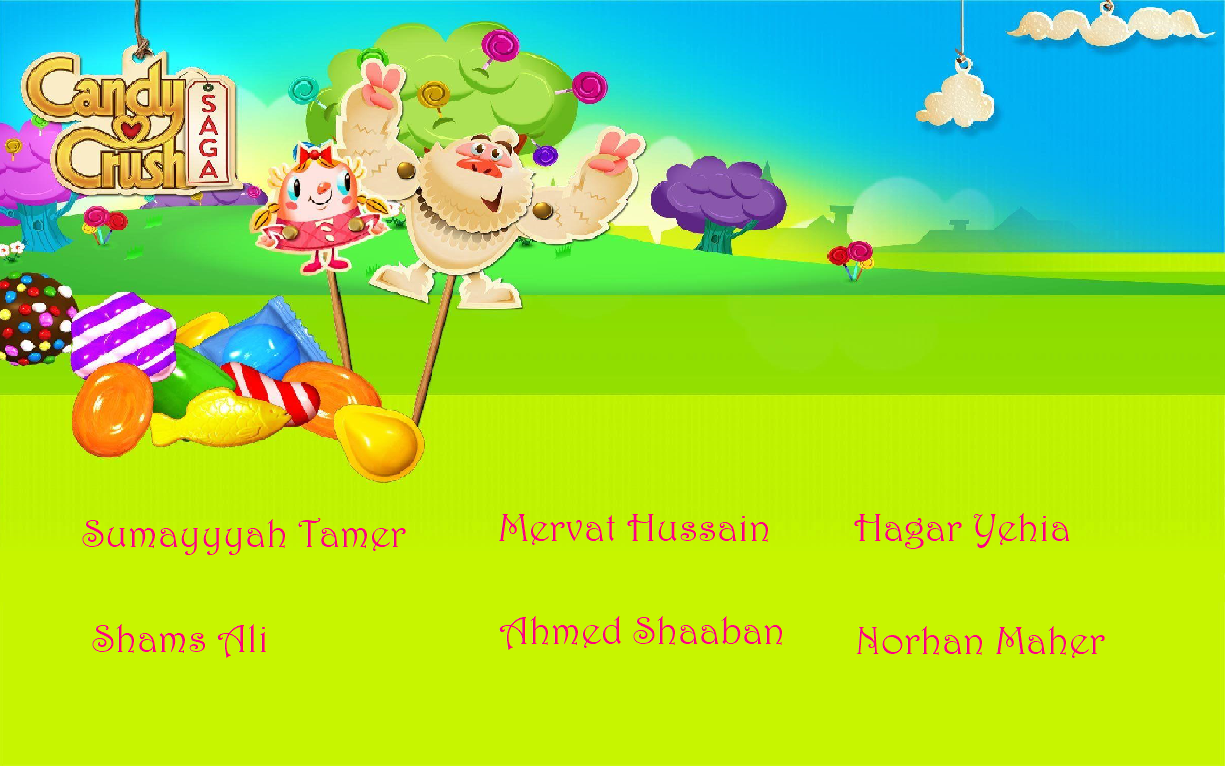 Candy
Crush
SAGA
Sumayyyah Tamer
Mervat Hussain
Hagar Yehia
Shams Ali
Ahmed Shaaban
Norhan Maher